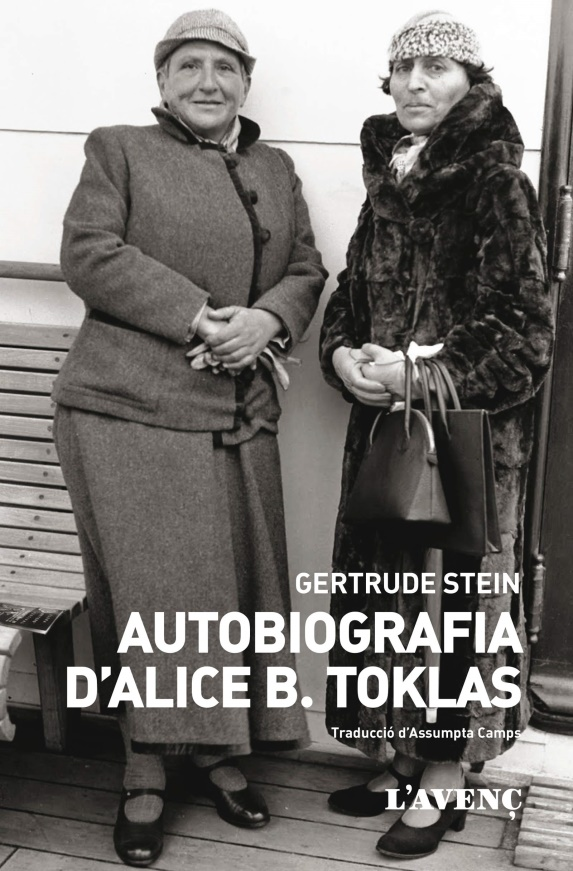 GERTRUDE STEIN
AUTOBIOGRAFIA
D'ALICE B. TOKLAS
Traducció d'Assumpta Camps
L'AVENÇ